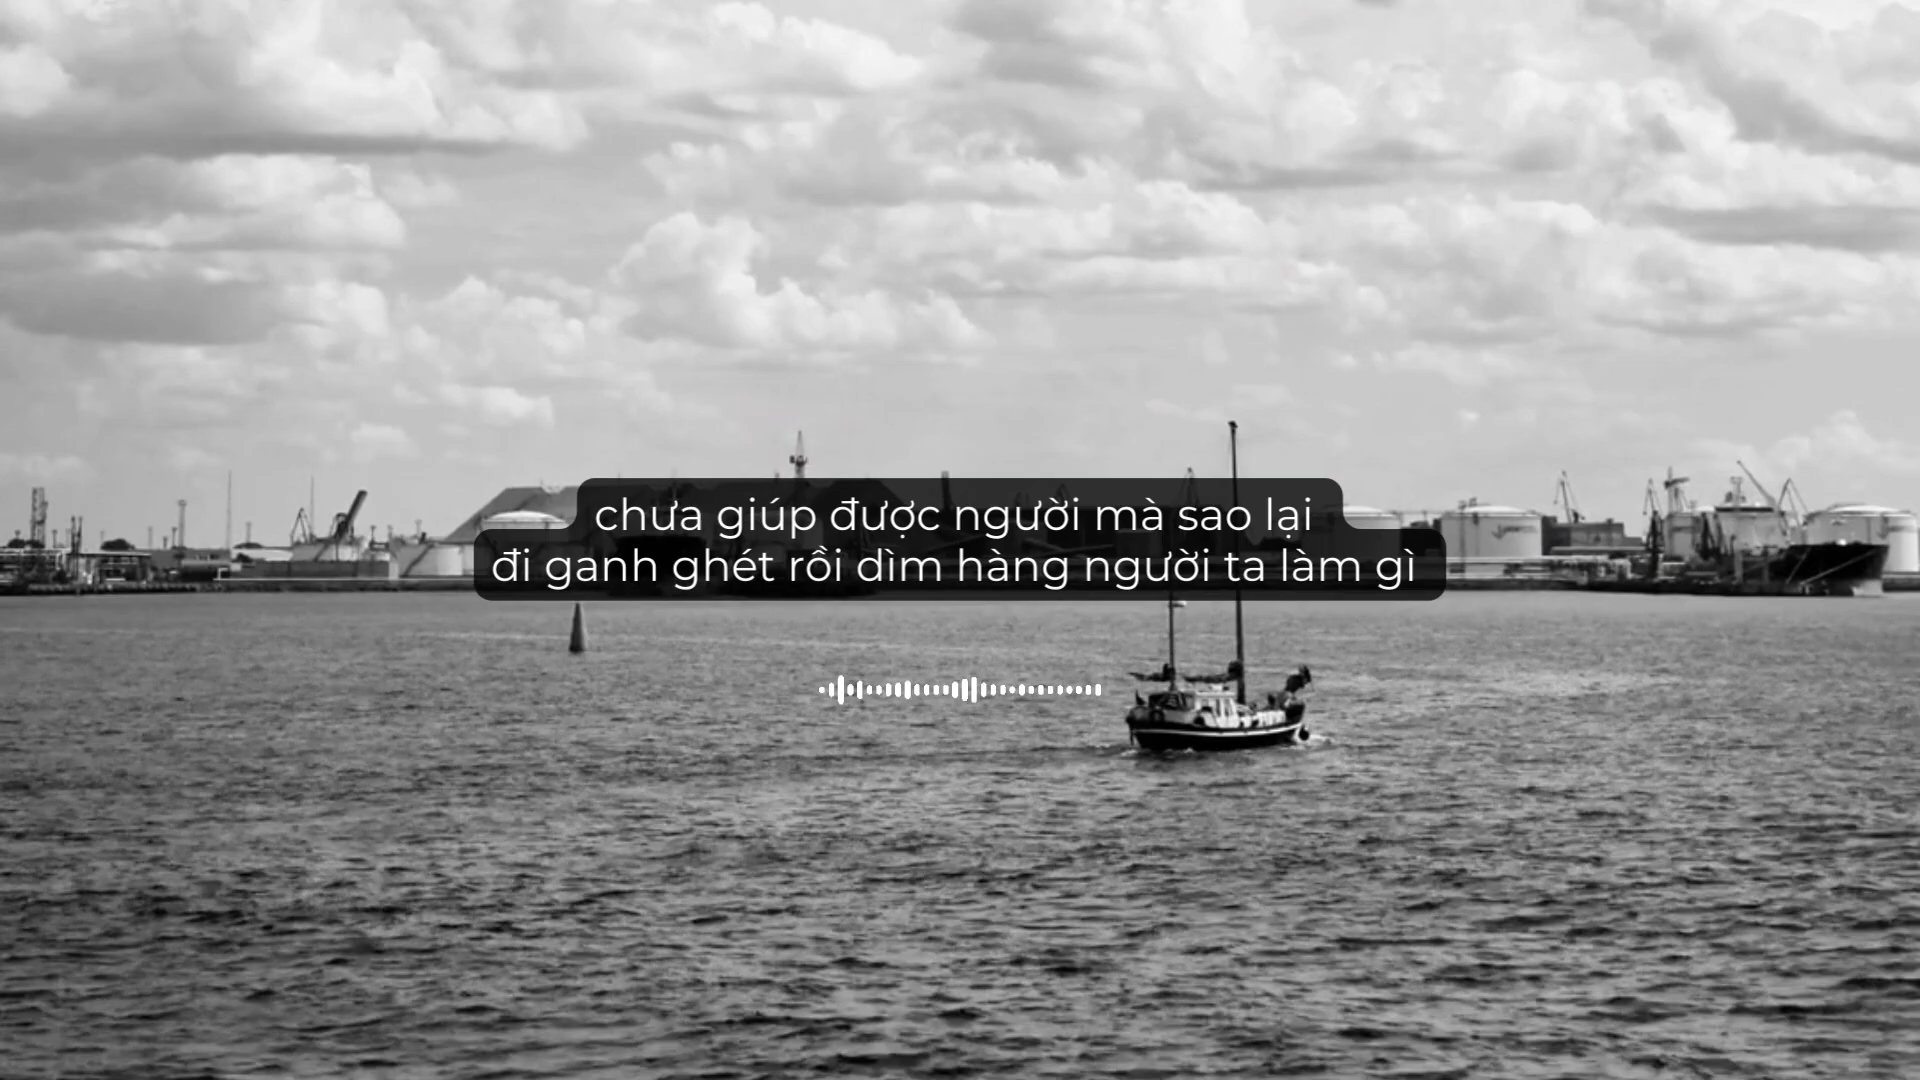 chưa giúp được người mà sao lại
đi ganh ghét rồi dìm hàng người ta làm gì